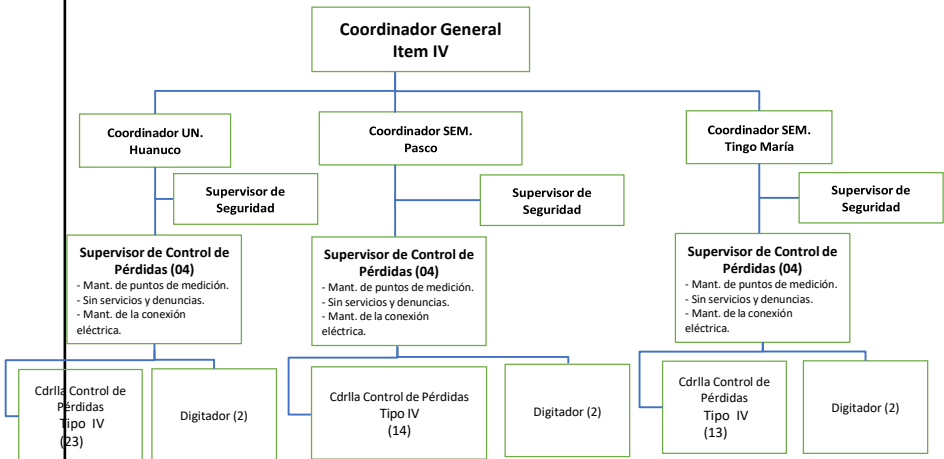 Coordinador General
Item IV
Coordinador UN.
Huanuco
Coordinador SEM.
Pasco
Coordinador SEM.
Tingo María
Supervisor de
Seguridad
Supervisor de
Seguridad
Supervisor de
Seguridad
Supervisor de Control de
Pérdidas (04)
- Mant. de puntos de medición.
- Sin servicios y denuncias.
- Mant. de la conexión
eléctrica.
Supervisor de Control de
Pérdidas (04)
- Mant. de puntos de medición.
- Sin servicios y denuncias.
- Mant. de la conexión
eléctrica.
Supervisor de Control de
Pérdidas (04)
- Mant. de puntos de medición.
- Sin servicios y denuncias.
- Mant. de la conexión
eléctrica.
Cdrlla Control de
Pérdidas
Tipo IV
(23)
Digitador (2)
Cdrlla Control de Pérdidas
Tipo IV
(14)
Digitador (2)
Cdrlla Control de
Pérdidas
Tipo IV
(13)
Digitador (2)